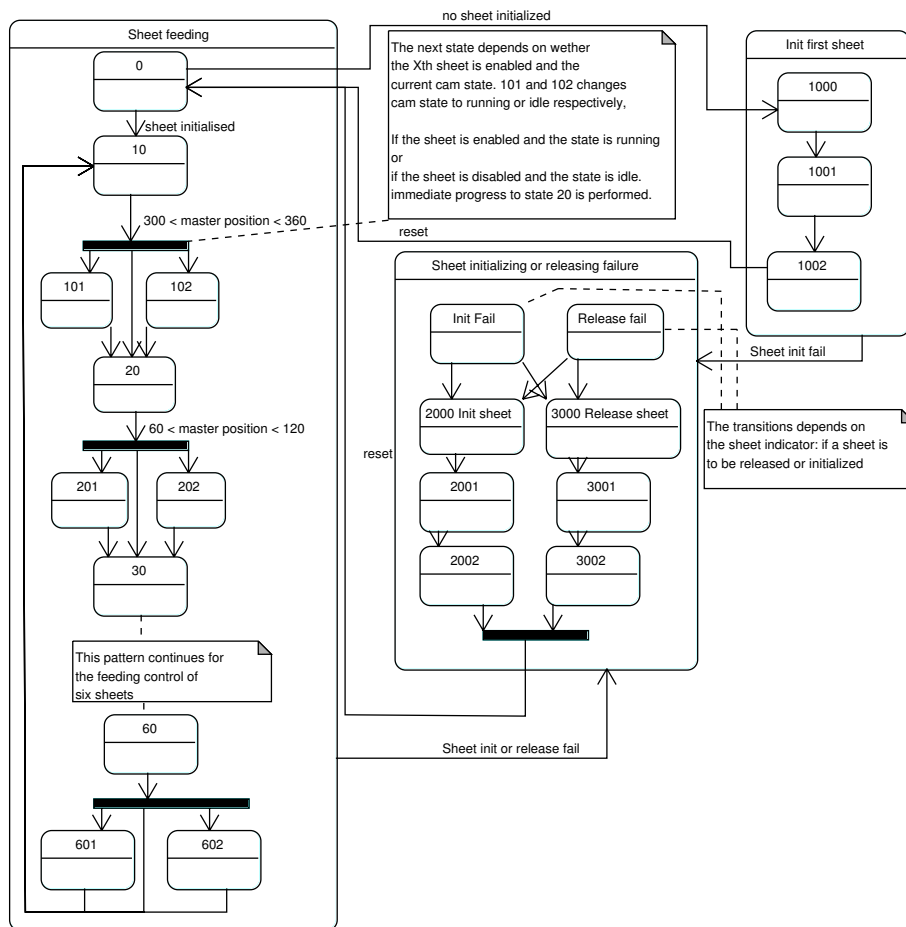 no sheet initialized
Sheet feeding
Init first sheet
0
The next state depends on wether
the Xth sheet is enabled and the
current cam state. 101 and 102 changes
cam state to running or idle respectively,
If the sheet is enabled and the state is running
or
if the sheet is disabled and the state is idle.
immediate progress to state 20 is performed.
1000
sheet initialised
10
1001
300 < master position < 360
reset
1002
101
102
Sheet initializing or releasing failure
Init Fail
Release fail
Sheet init fail
20
2000 Init sheet
3000 Release sheet
The transitions depends on
the sheet indicator: if a sheet is
to be released or initialized
60 < master position < 120
reset
201
202
2001
3001
30
2002
3002
This pattern continues for
the feeding control of
six sheets
60
Sheet init or release fail
601
602